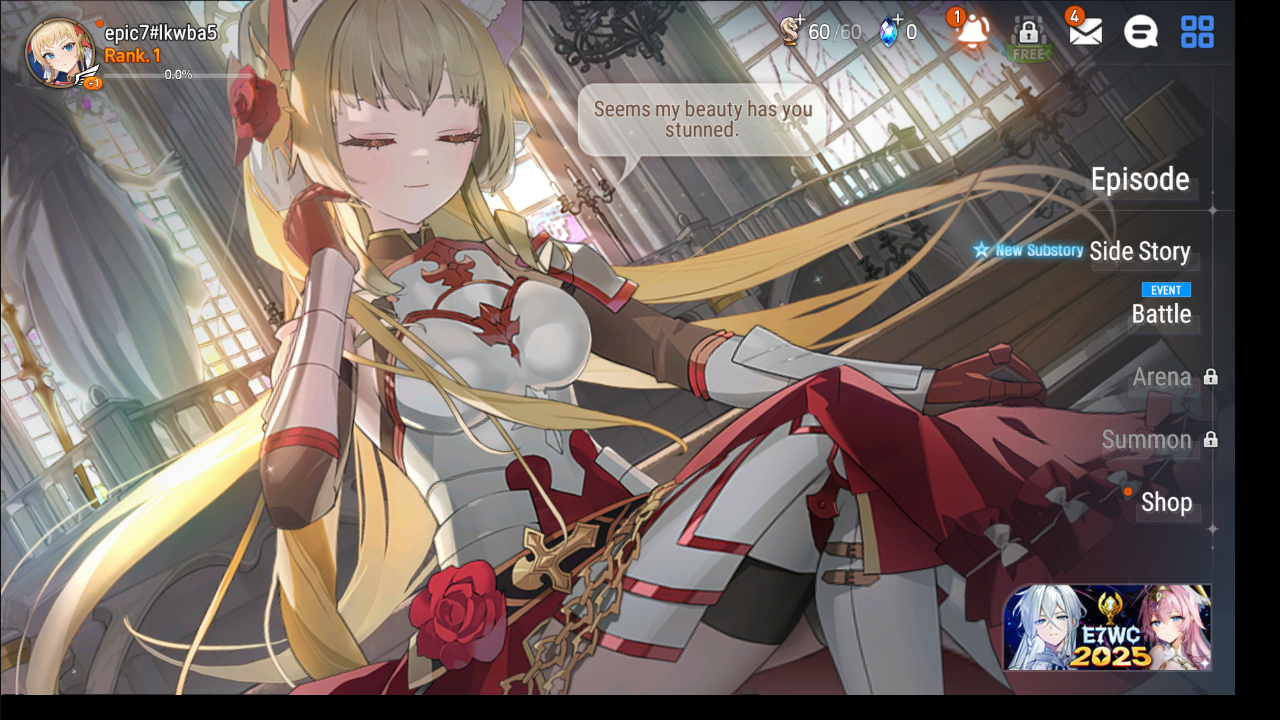 epic7#lkwba5
Rank. 1
0.0%
+1
60/60
0
1
FREE
4
Seems my beauty has you
stunned.
Episode
New Substory
Side Story
EVENT
Battle
Arena
Summon
Shop
E7WC
2025